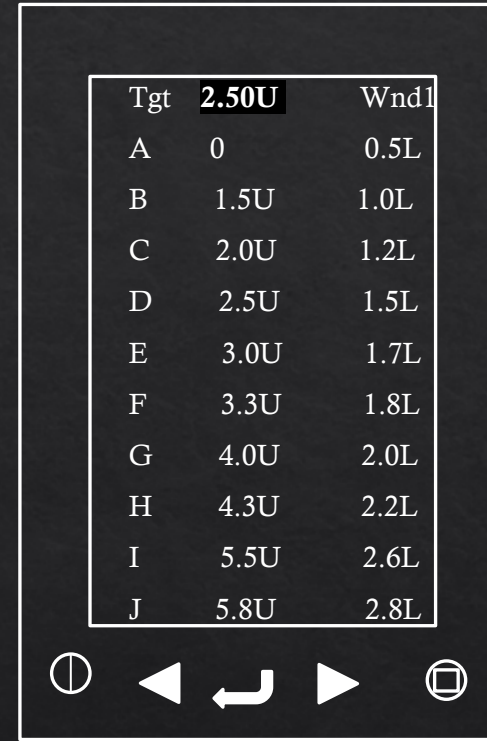 Tgt 2.50U Wnd1
A 0 0.5L
B 1.5U 1.0L
C 2.0U 1.2L
D 2.5U 1.5L
E 3.0U 1.7L
F 3.3U 1.8L
G 4.0U 2.0L
H 4.3U 2.2L
I 5.5U 2.6L
J 5.8U 2.8L